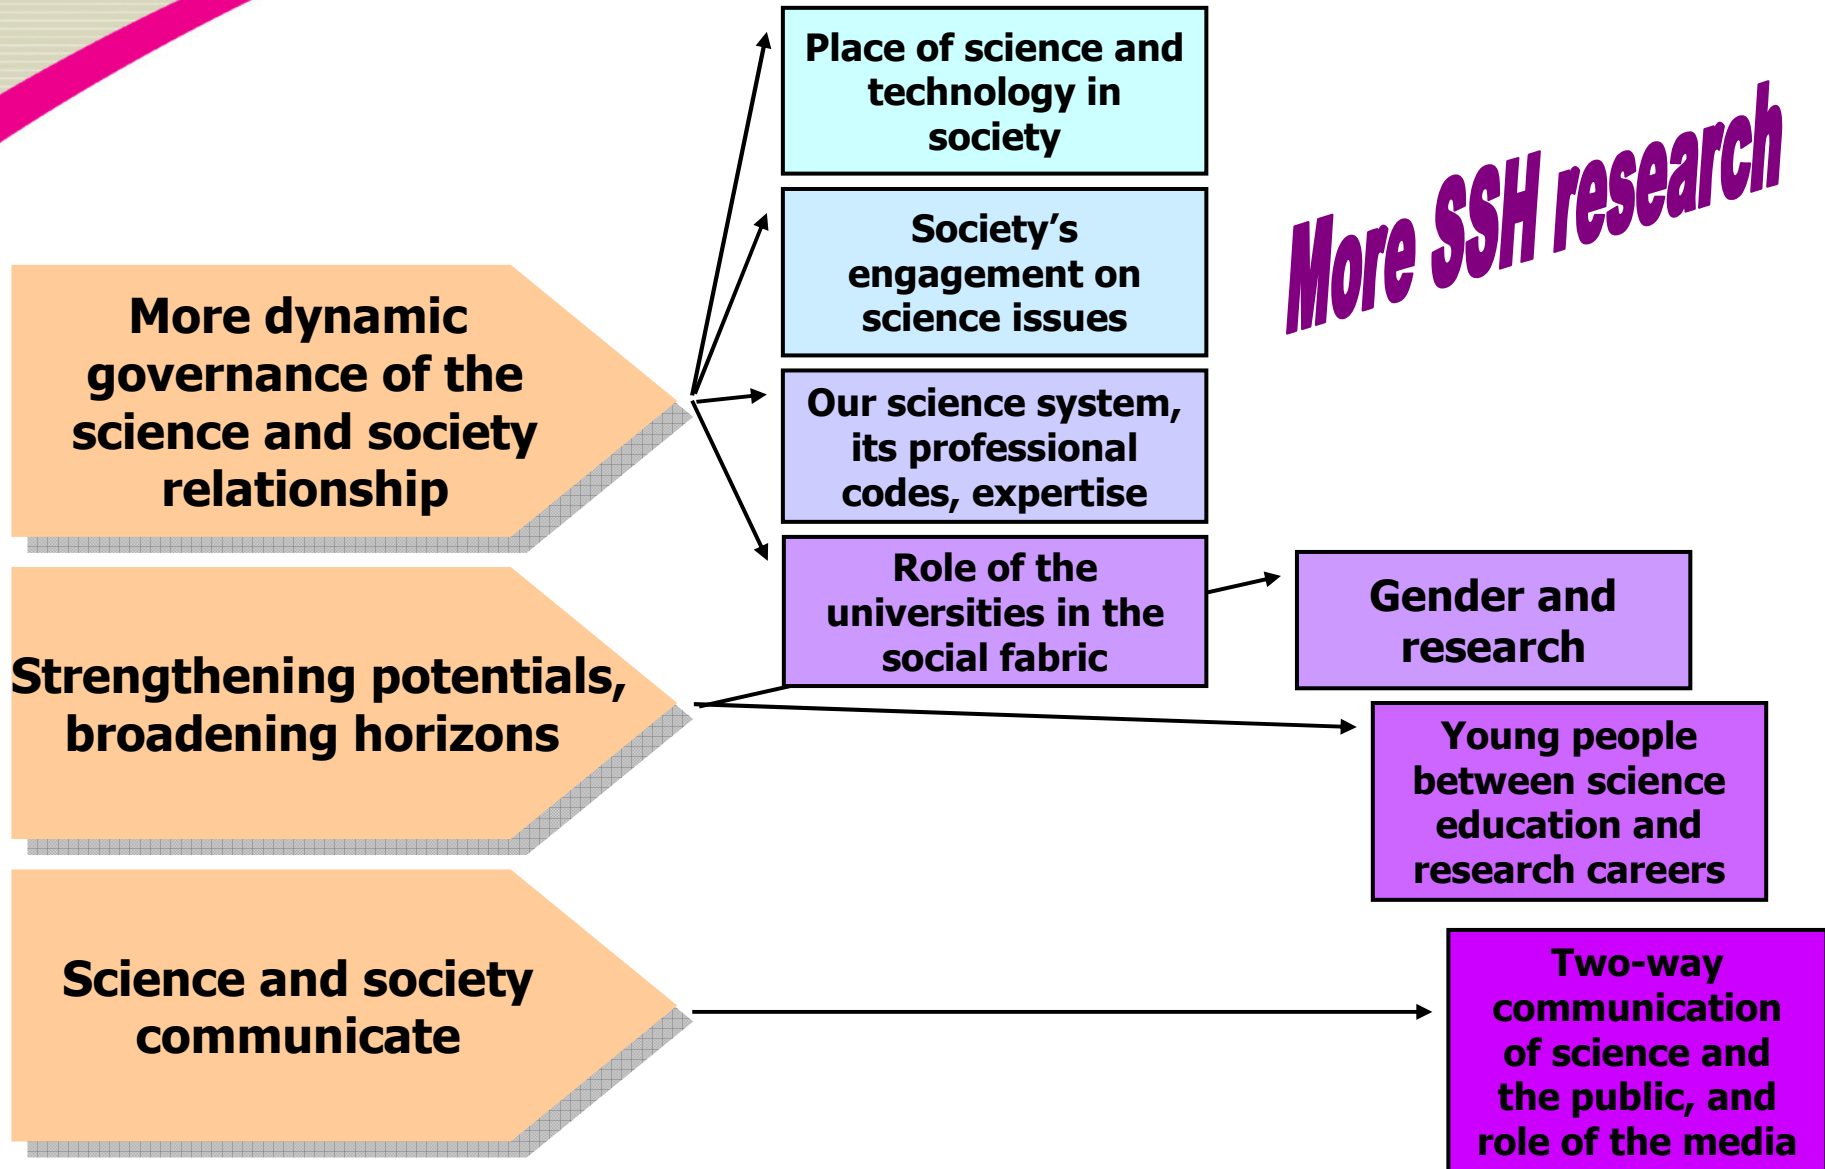 Place of science and
technology in
society
More SSH research
Society’s
engagement on
science issues
More dynamic
governance of the
science and society
relationship
Our science system,
its professional
codes, expertise
Role of the
universities in the
social fabric
Gender and
research
Strengthening potentials,
broadening horizons
Young people
between science
education and
research careers
Science and society
communicate
Two-way
communication
of science and
the public, and
role of the media